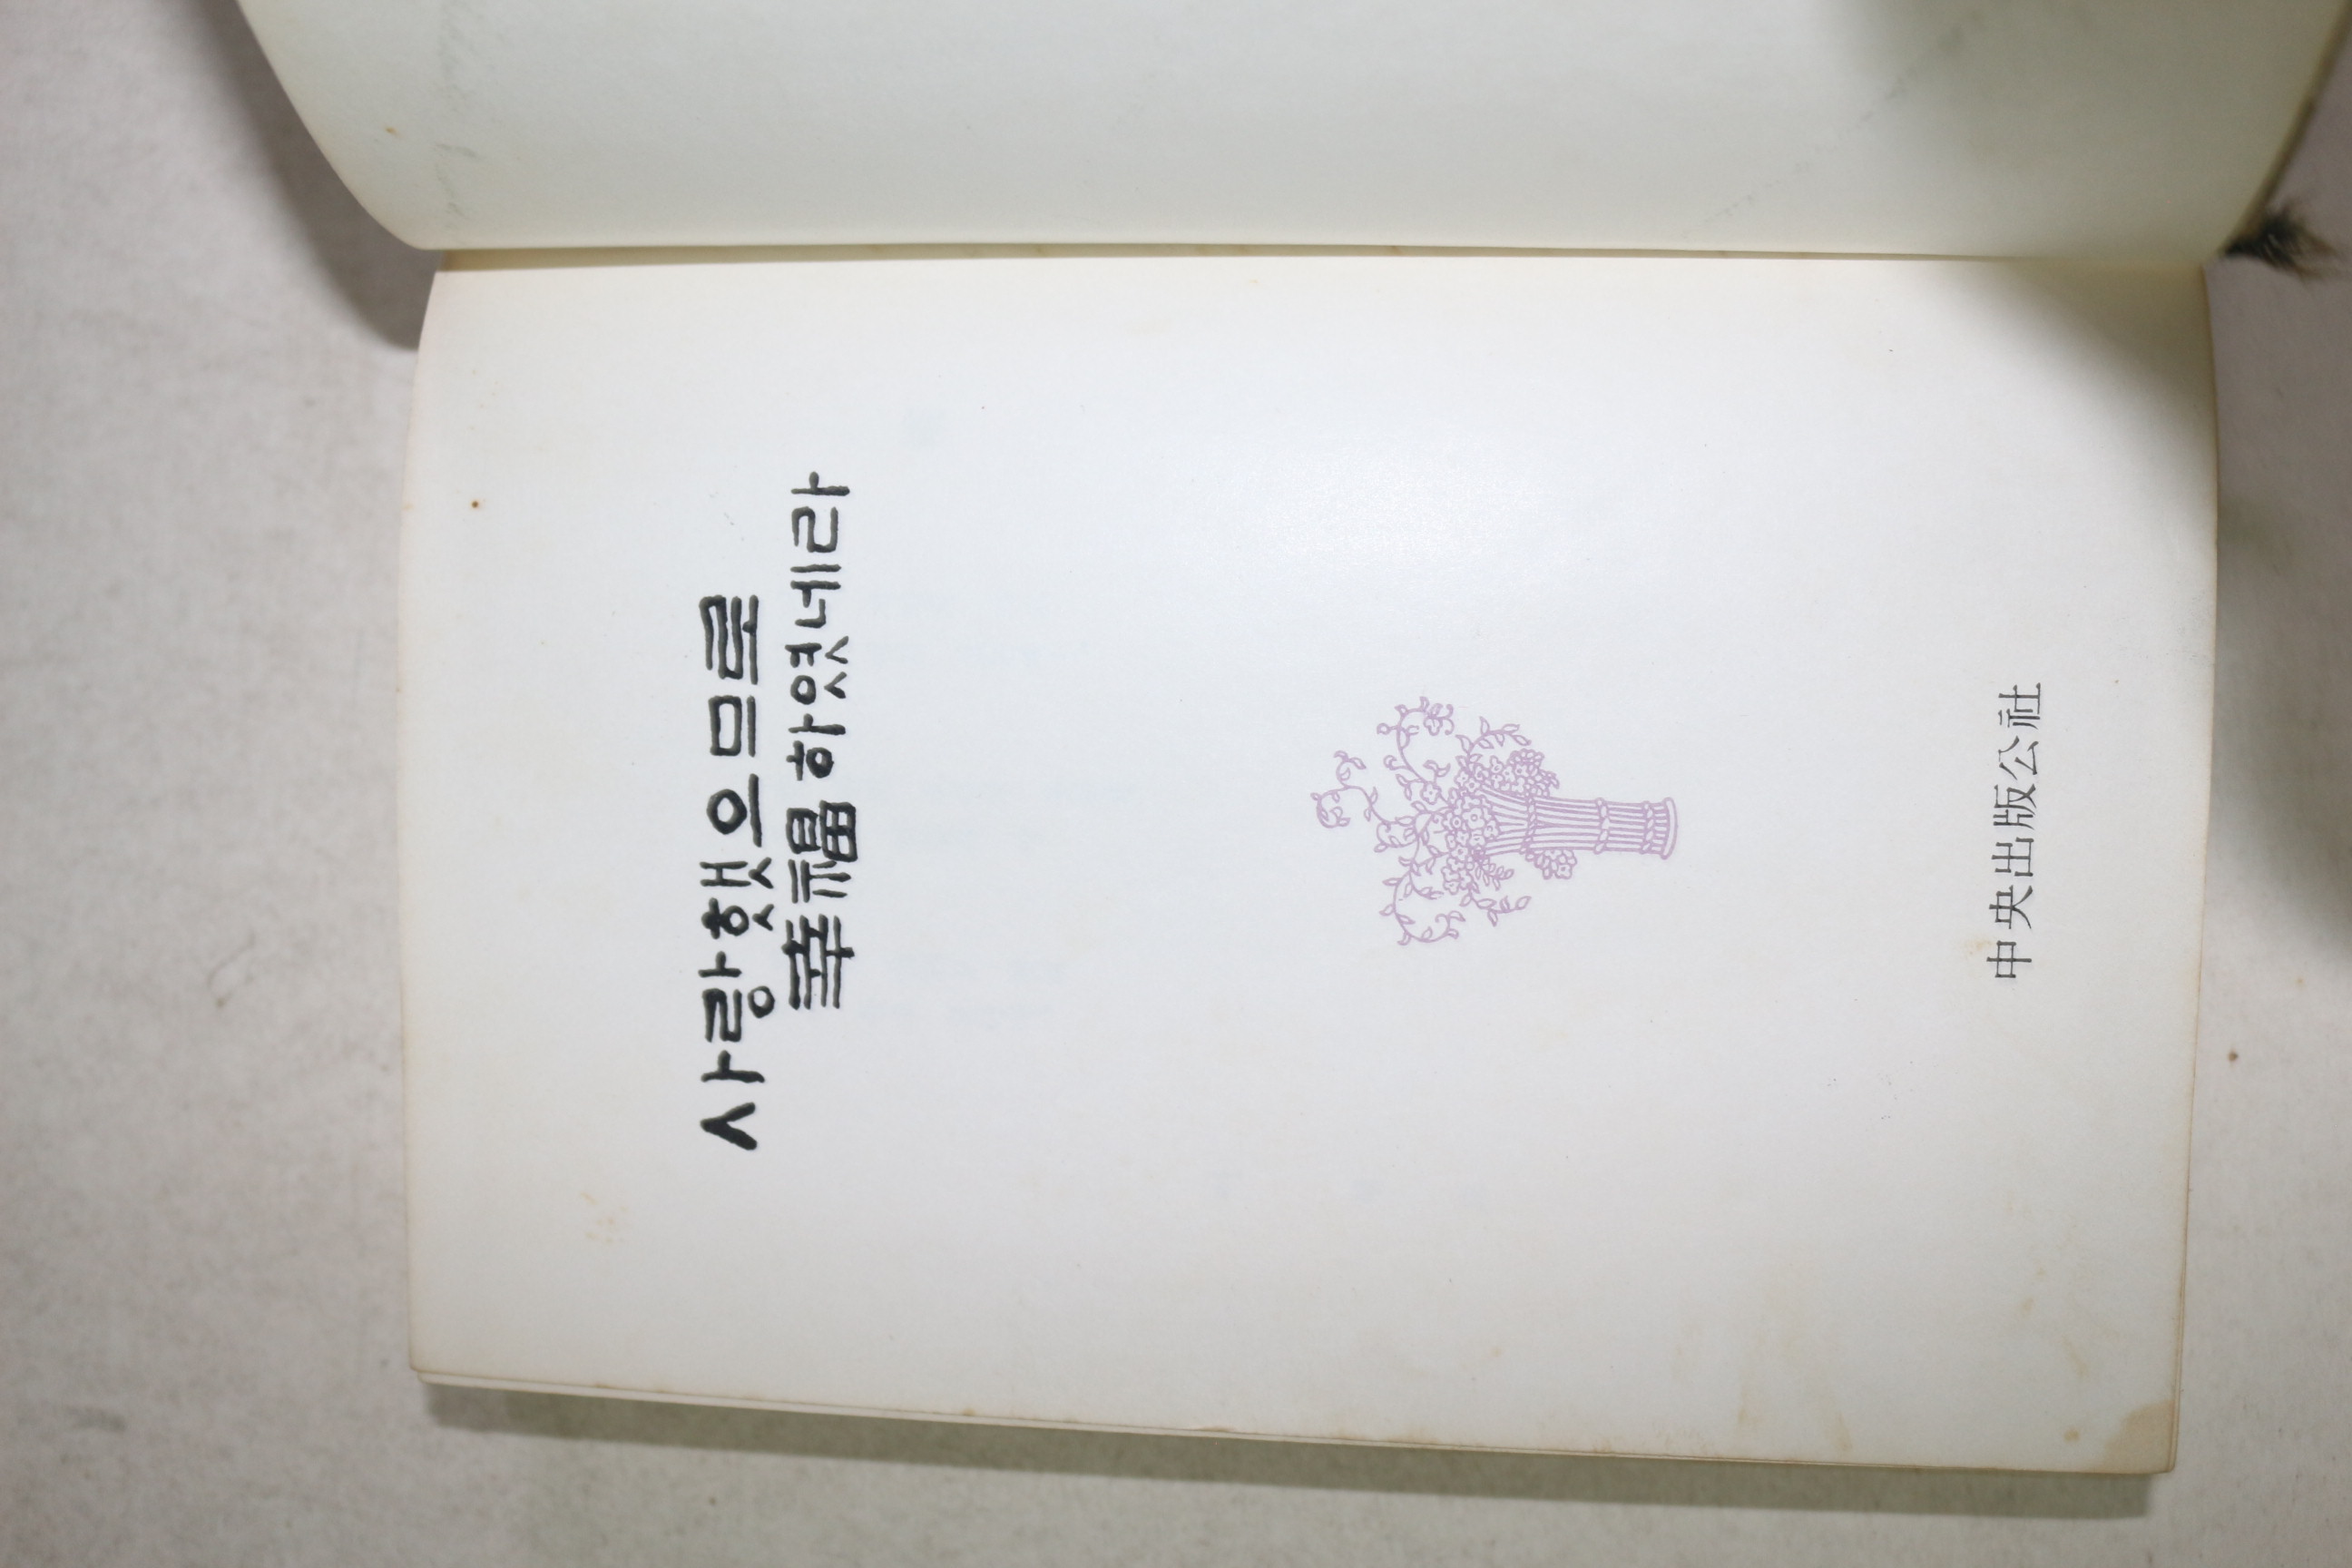 사랑했으므로
幸福하였네라
中央出版公社